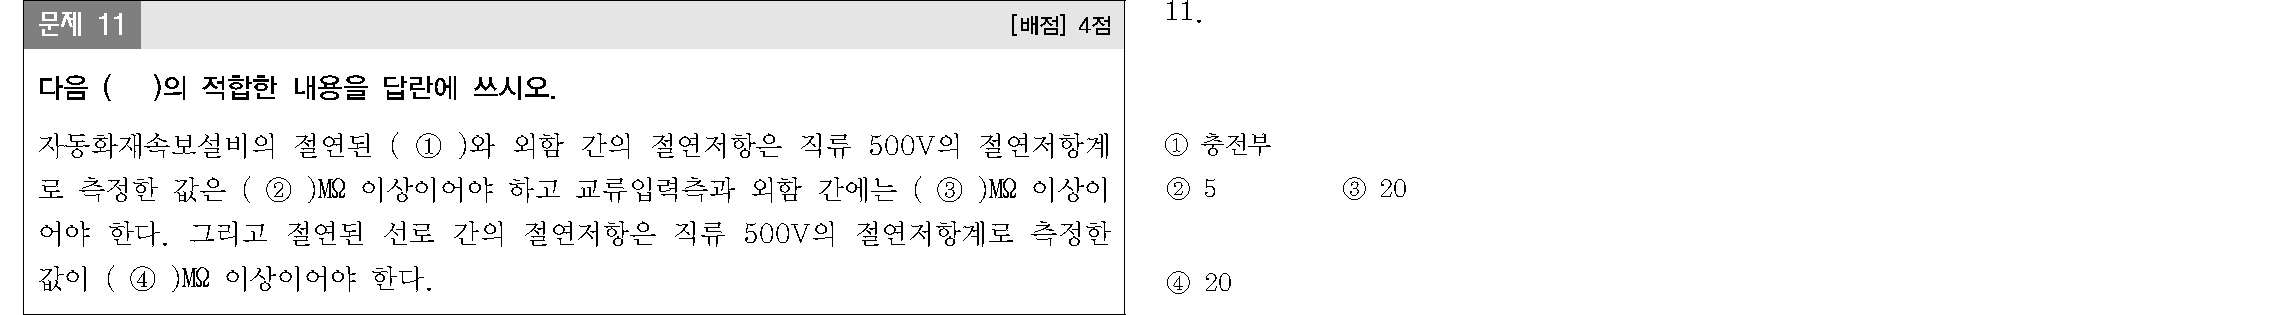 문제 11 [배점] 4점
다음 (   )의 적합한 내용을 답란에 쓰시오.
자동화재속보설비의 절연된 ( ① )와 외함 간의 절연저항은 직류 500V의 절연저항계
로 측정한 값은 ( ② )MΩ 이상이어야 하고 교류입력측과 외함 간에는 ( ③ )MΩ 이상이
어야 한다. 그리고 절연된 선로 간의 절연저항은 직류 500V의 절연저항계로 측정한
값이 ( ④ )MΩ 이상이어야 한다.
11.
① 충전부
② 5 ③ 20
④ 20